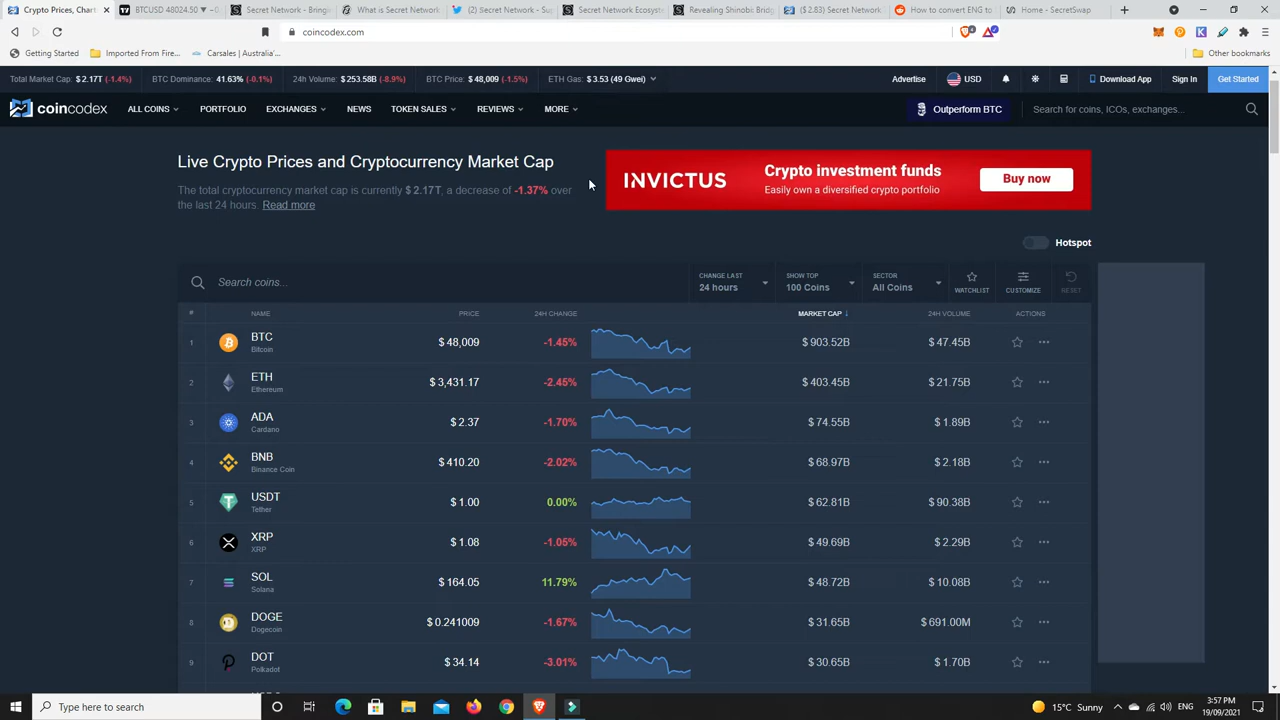 Crypto Prices, Chart
BTCUSD 48024.50
Secret Network - Bringi
What is Secret Network
Secret Network - Sup
Secret Network Ecosyste
Revealing Shinobi: Bridg
($ 2.83) Secret Network
How to convert ENG to
Home - SecretSwap
coincodex.com
Getting Started
Imported From Fire...
Carsales | Australia'...
Other bookmarks
Total Market Cap: $ 2.17T (-1.4%)
BTC Dominance: 41.63% (-0.1%)
24h Volume: $ 253.58B (-8.9%)
BTC Price: $ 48,009 (-1.5%)
ETH Gas: $ 3.53 (49 Gwei)
Advertise
USD
Download App
Sign In
Get Started
coincodex
ALL COINS
PORTFOLIO
EXCHANGES
NEWS
TOKEN SALES
REVIEWS
MORE
Outperform BTC
Search for coins, ICOs, exchanges...
Live Crypto Prices and Cryptocurrency Market Cap
The total cryptocurrency market cap is currently $ 2.17T, a decrease of -1.37% over
the last 24 hours. Read more
INVICTUS
Crypto investment funds
Easily own a diversified crypto portfolio
Buy now
Hotspot
Search coins...
CHANGE LAST
24 hours
SHOW TOP
100 Coins
SECTOR
All Coins
WATCHLIST
CUSTOMIZE
RESET
# NAME PRICE 24H CHANGE MARKET CAP 24H VOLUME ACTIONS
1 BTC $ 48,009 -1.45% $ 903.52B $ 47.45B
Bitcoin
2 ETH $ 3,431.17 -2.45% $ 403.45B $ 21.75B
Ethereum
3 ADA $ 2.37 -1.70% $ 74.55B $ 1.89B
Cardano
4 BNB $ 410.20 -2.02% $ 68.97B $ 2.18B
Binance Coin
5 USDT $ 1.00 0.00% $ 62.81B $ 90.38B
Tether
6 XRP $ 1.08 -1.05% $ 49.69B $ 2.29B
XRP
7 SOL $ 164.05 11.79% $ 48.72B $ 10.08B
Solana
8 DOGE $ 0.241009 -1.67% $ 31.65B $ 691.00M
Dogecoin
9 DOT $ 34.14 -3.01% $ 30.65B $ 1.70B
Polkadot
Type here to search
15°C Sunny
ENG
3:57 PM
19/09/2021